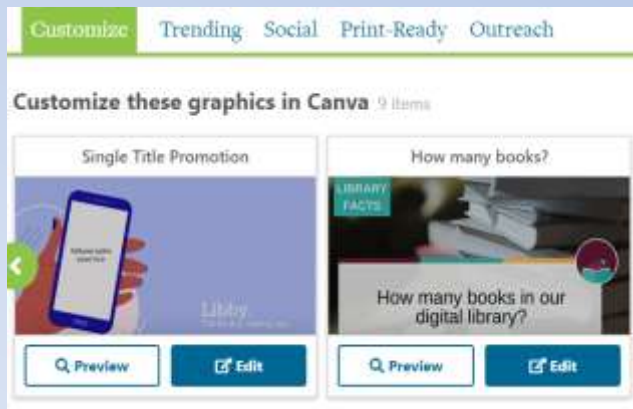 Customize Trending Social Print-Ready Outreach
Customize these graphics in Canva 9 items
Single Title Promotion
How many books?
LIBRARY
FACTS
Libby.
How many books in our
digital library?
Preview Edit
Preview Edit